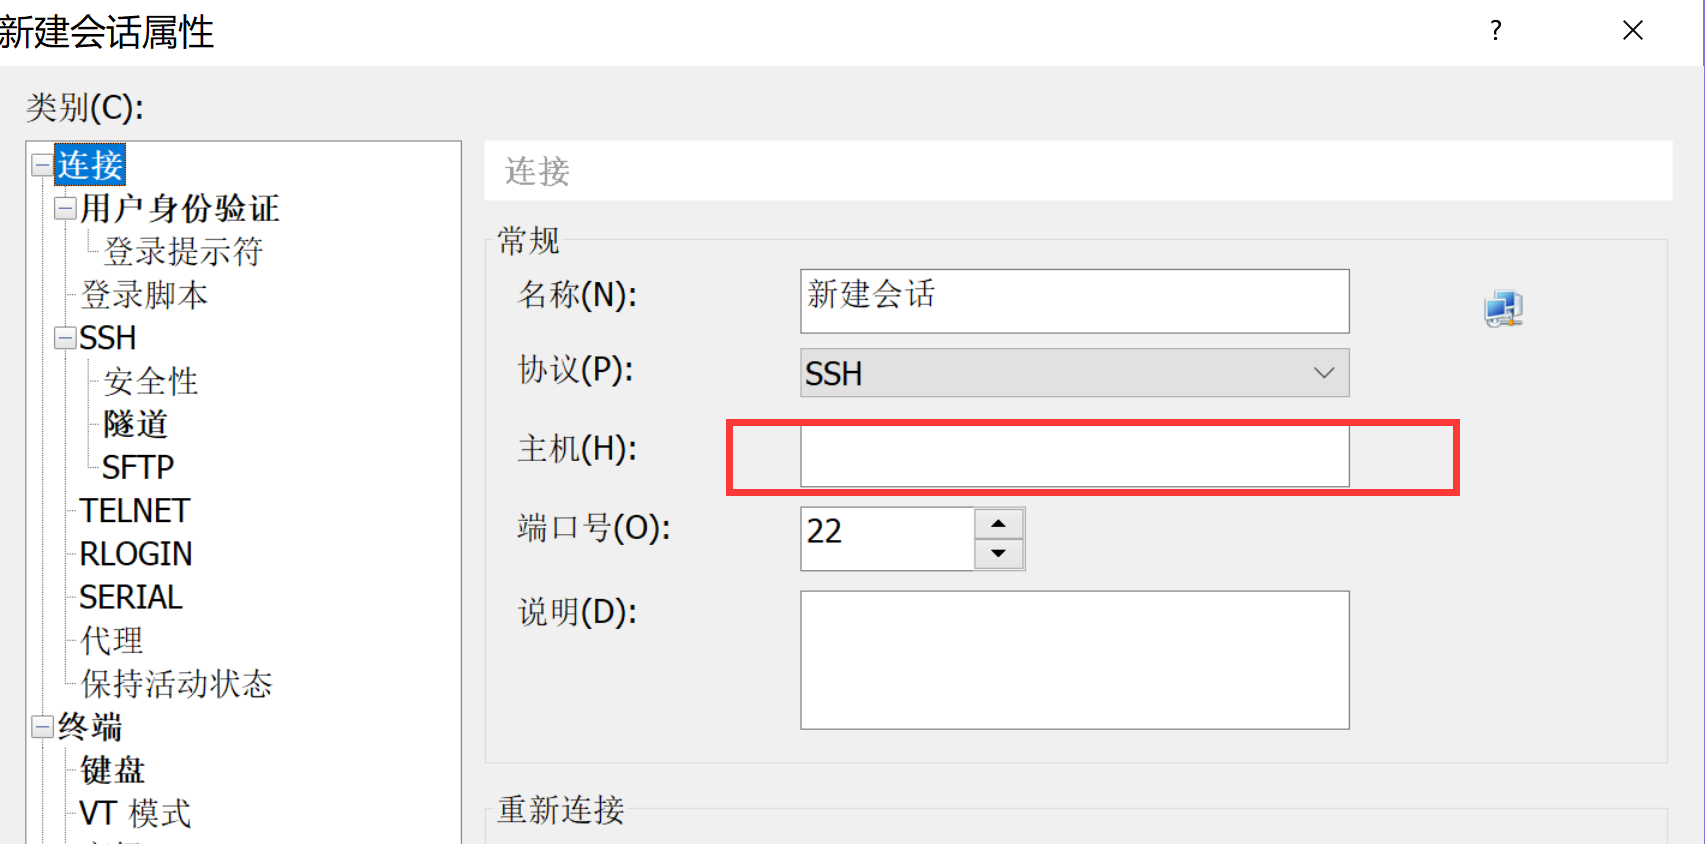 新建会话属性
?
类别(C):
连接
用户身份验证
登录提示符
登录脚本
SSH
安全性
隧道
SFTP
TELNET
RLOGIN
SERIAL
代理
保持活动状态
终端
键盘
VT 模式
连接
常规
名称(N):
新建会话
协议(P):
SSH
主机(H):
端口号(O):
22
说明(D):
重新连接